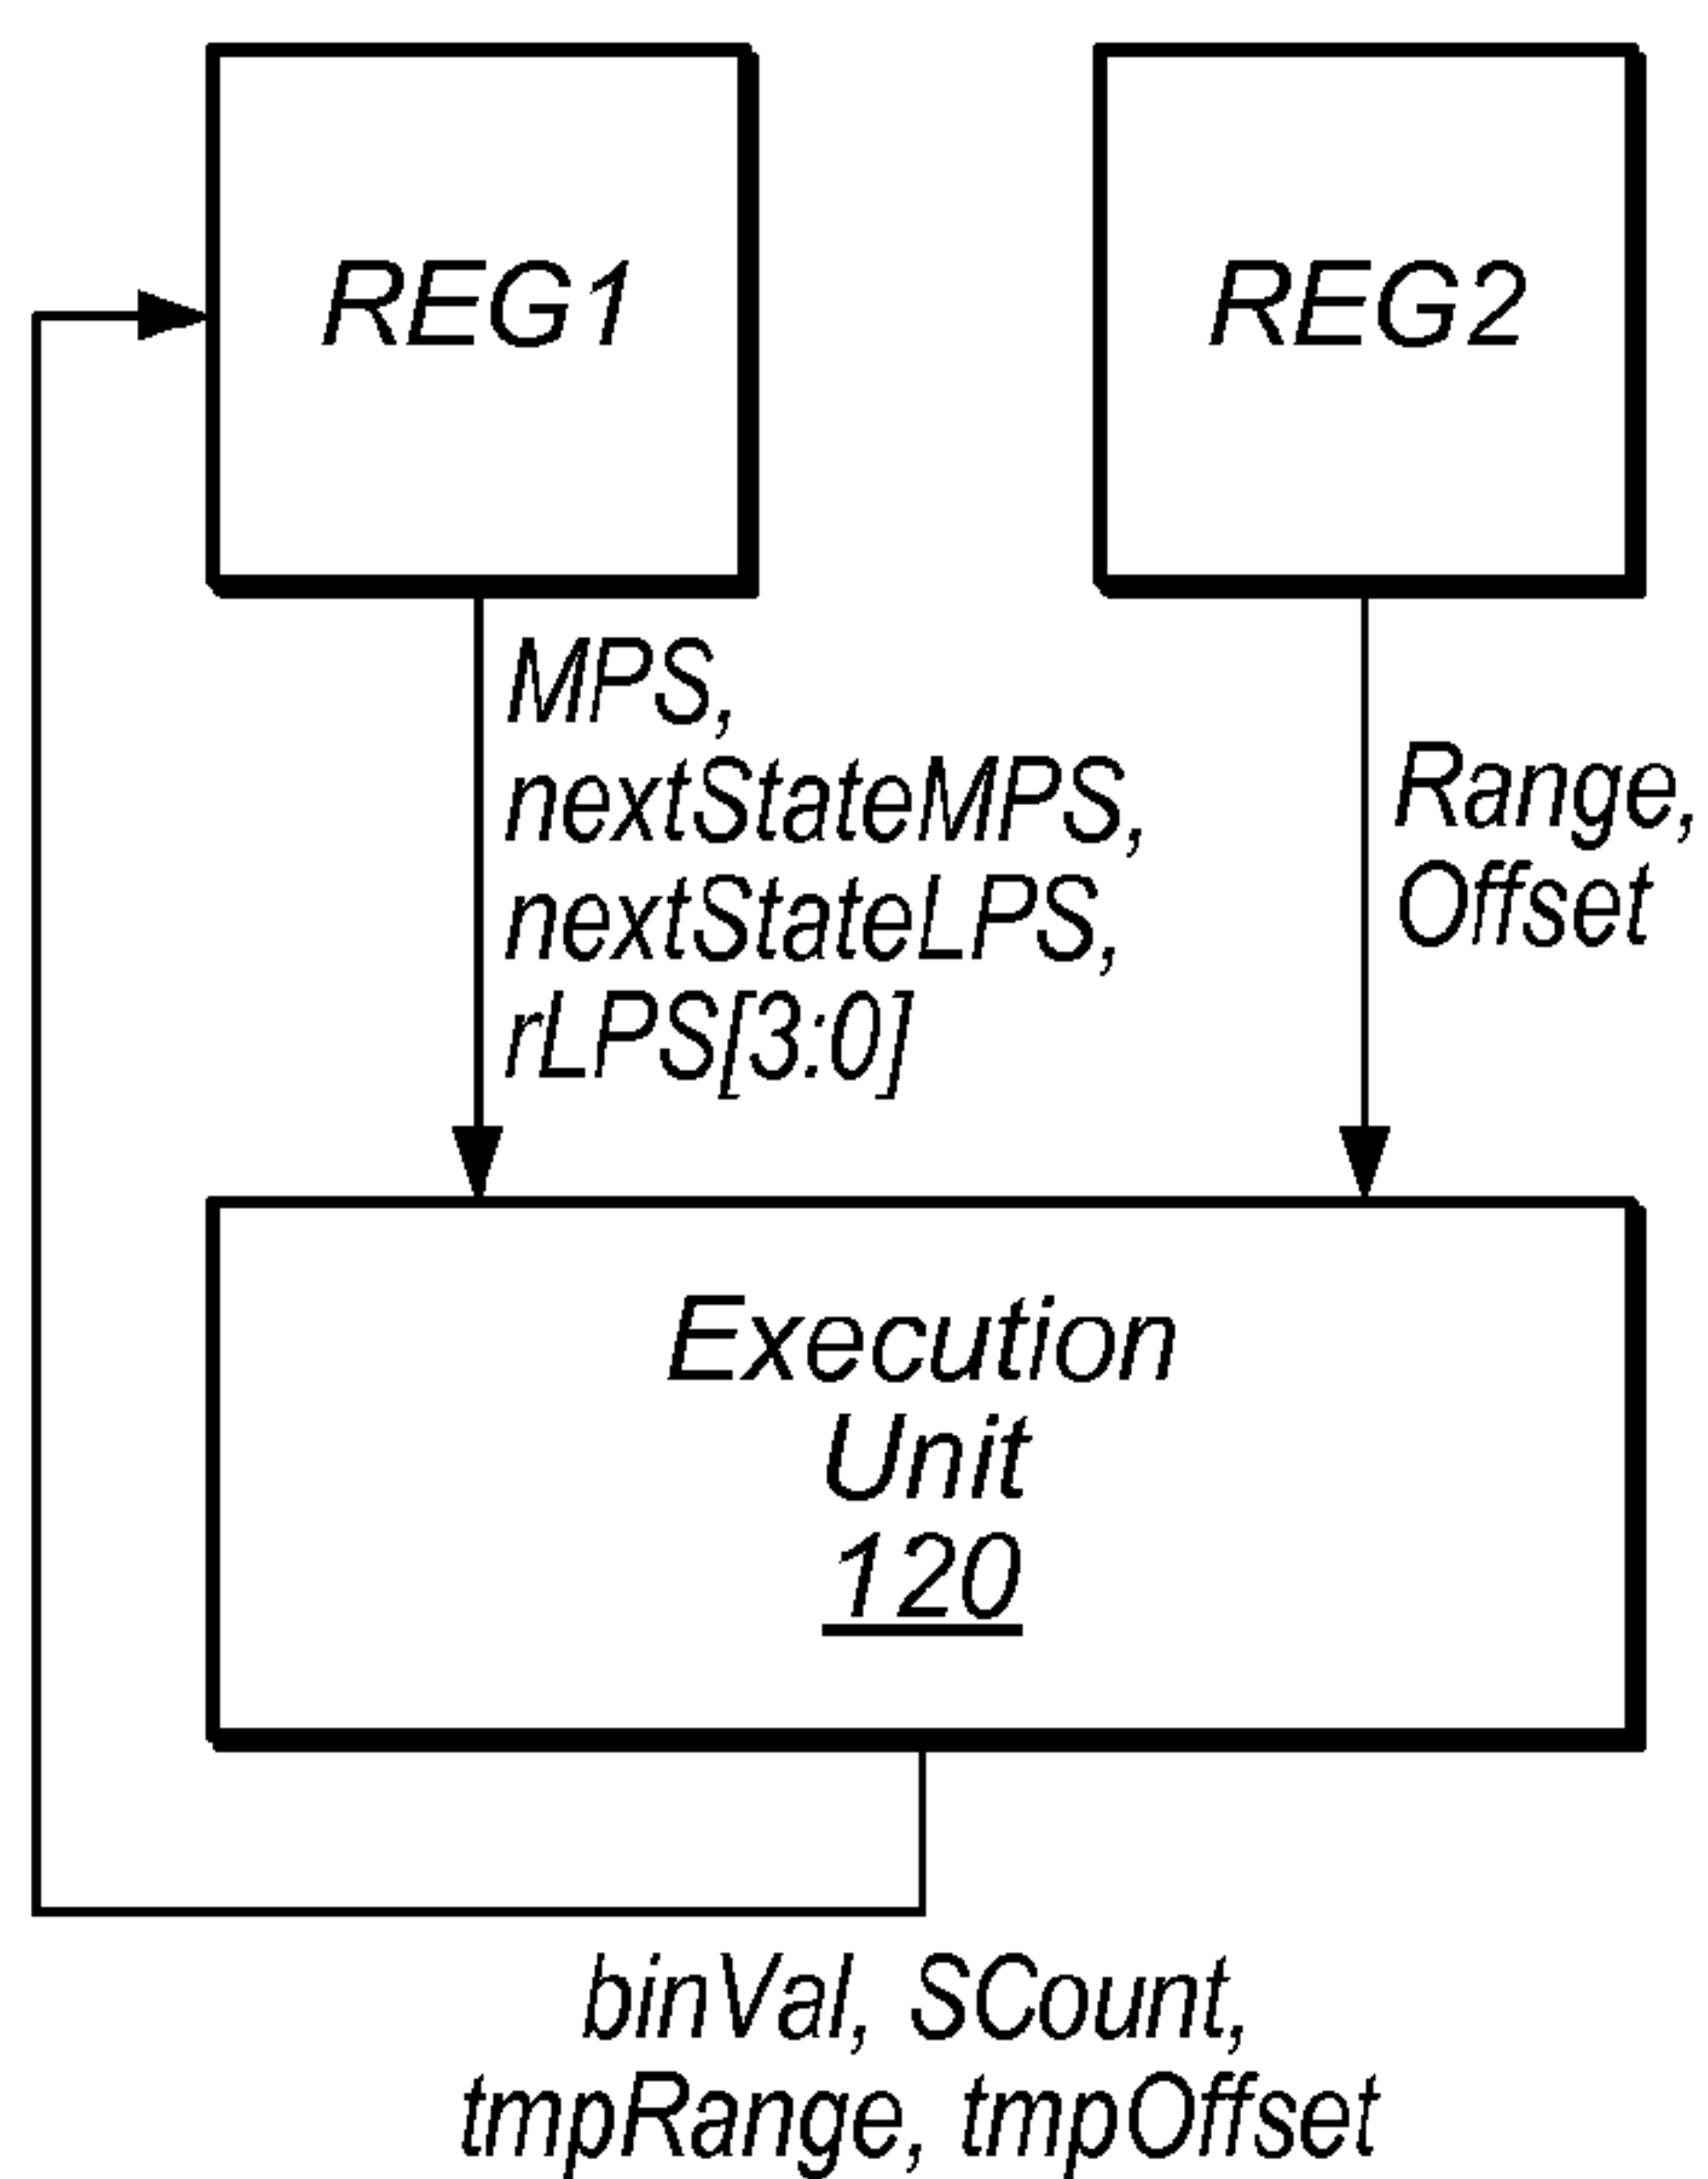 REG1
REG2
MPS,
nextStateMPS,
nextStateLPS,
rLPS[3:0]
Range,
Offset
Execution
Unit
120
binVal, SCount,
tmpRange, tmpOffset